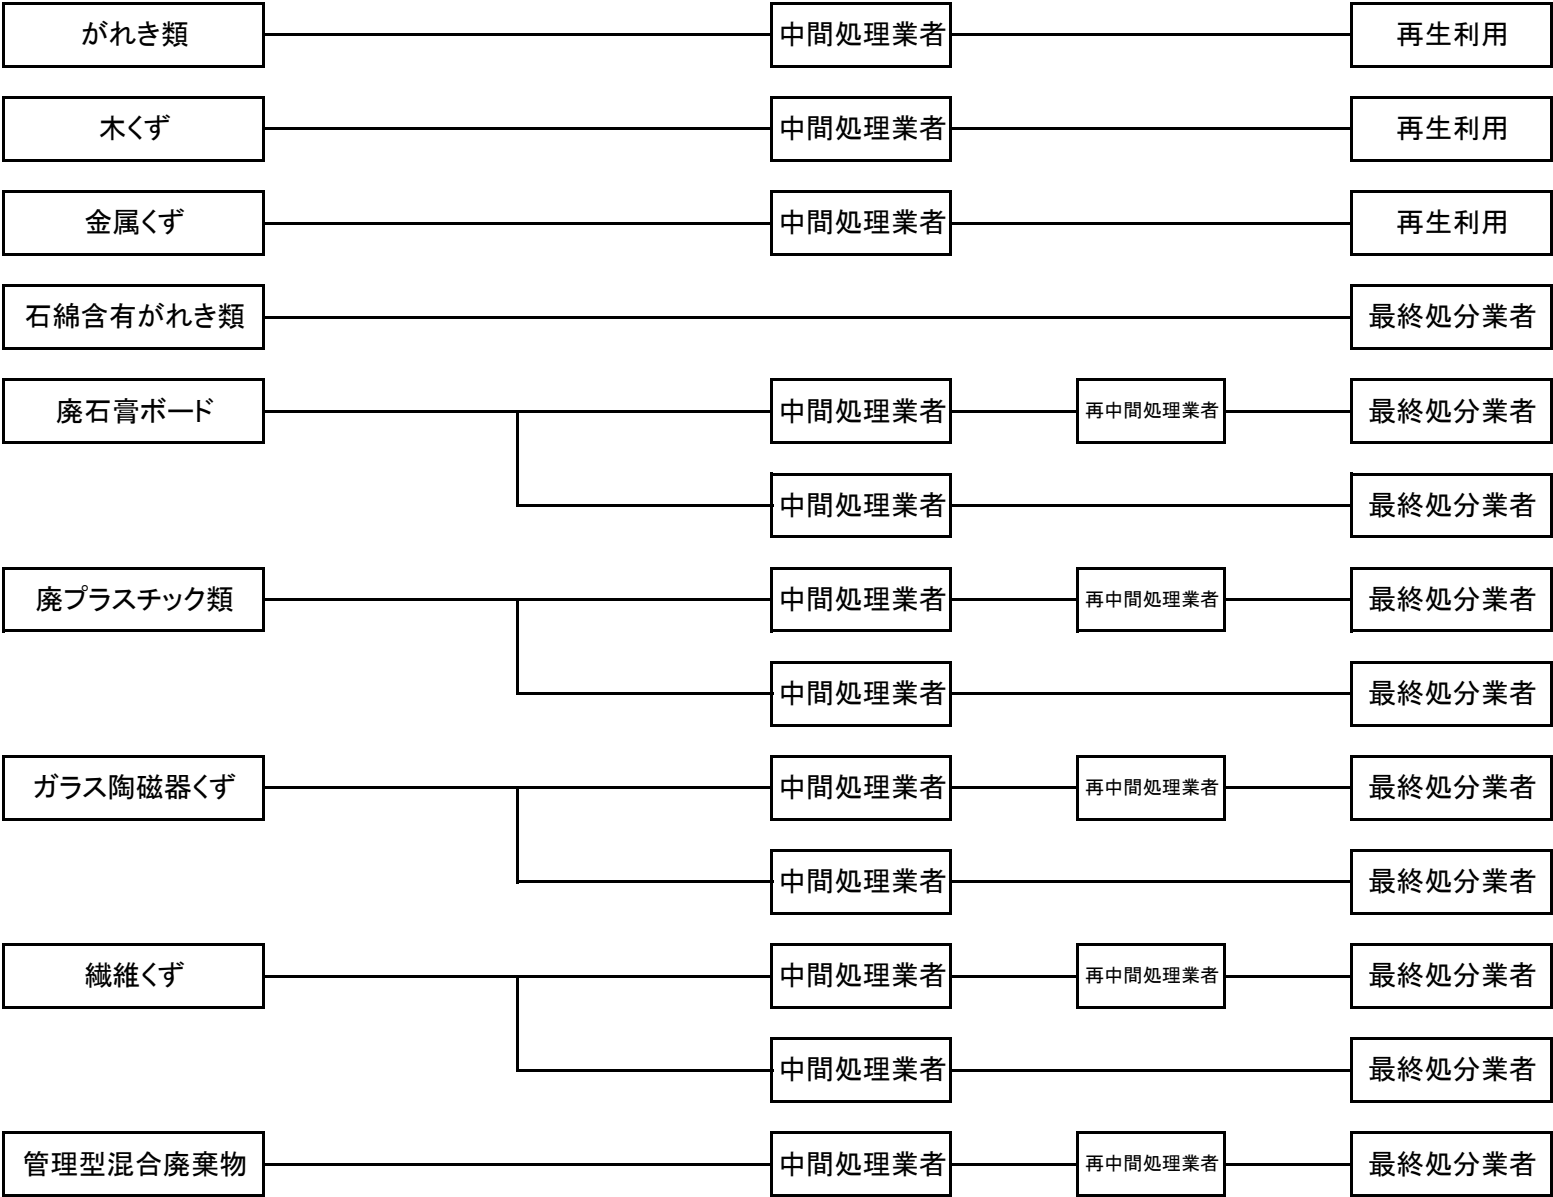 がれき類
中間処理業者
再生利用
木くず
中間処理業者
再生利用
金属くず
中間処理業者
再生利用
石綿含有がれき類
最終処分業者
廃石膏ボード
中間処理業者
再中間処理業者
最終処分業者
中間処理業者
最終処分業者
廃プラスチック類
中間処理業者
再中間処理業者
最終処分業者
中間処理業者
最終処分業者
ガラス陶磁器くず
中間処理業者
再中間処理業者
最終処分業者
中間処理業者
最終処分業者
繊維くず
中間処理業者
再中間処理業者
最終処分業者
中間処理業者
最終処分業者
管理型混合廃棄物
中間処理業者
再中間処理業者
最終処分業者